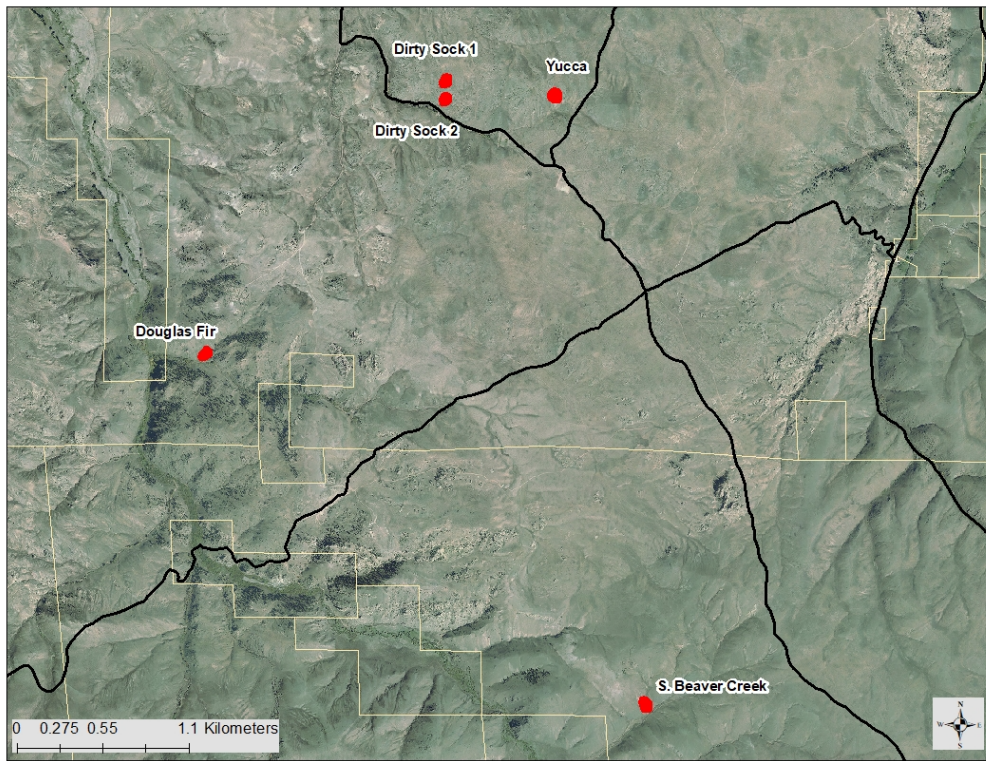 Dirty Sock 1
Yucca
Dirty Sock 2
Douglas Fir
S. Beaver Creek
0 0.275 0.55 1.1 Kilometers
N
W E
S